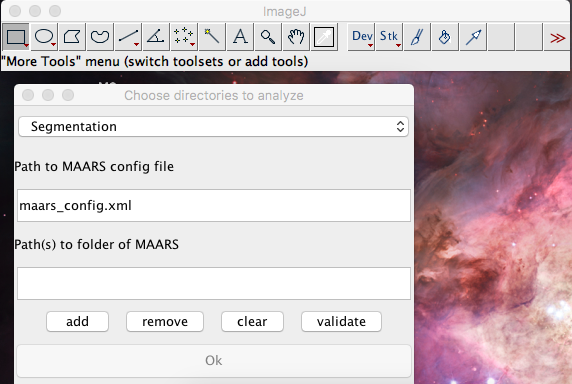 ImageJ
A
Dev Stk
>>
"More Tools" menu (switch toolsets or add tools)
Choose directories to analyze
Segmentation
Path to MAARS config file
maars_config.xml
Path(s) to folder of MAARS
add remove clear validate
Ok